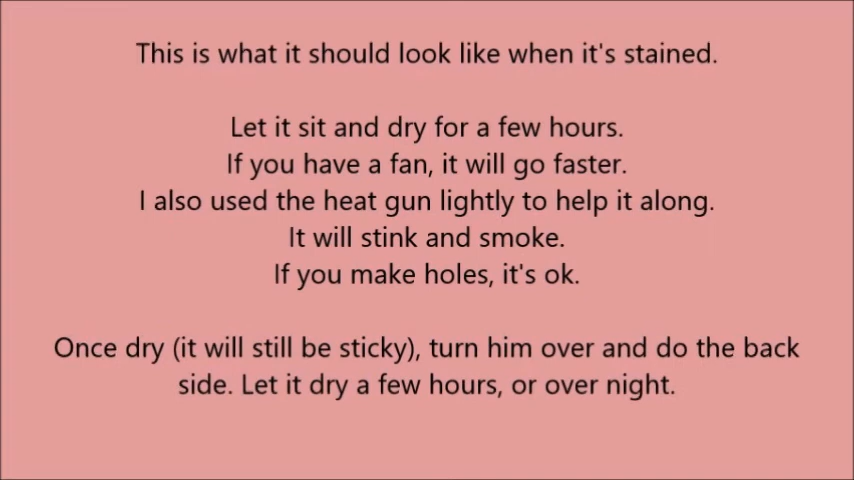 This is what it should look like when it's stained.
Let it sit and dry for a few hours.
If you have a fan, it will go faster.
I also used the heat gun lightly to help it along.
It will stink and smoke.
If you make holes, it's ok.
Once dry (it will still be sticky), turn him over and do the back
side. Let it dry a few hours, or over night.